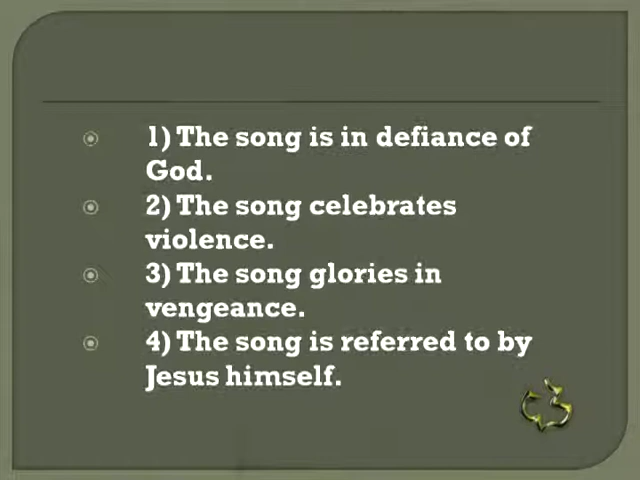 1) The song is in defiance of
God.
2) The song celebrates
violence.
3) The song glories in
vengeance.
4) The song is referred to by
Jesus himself.